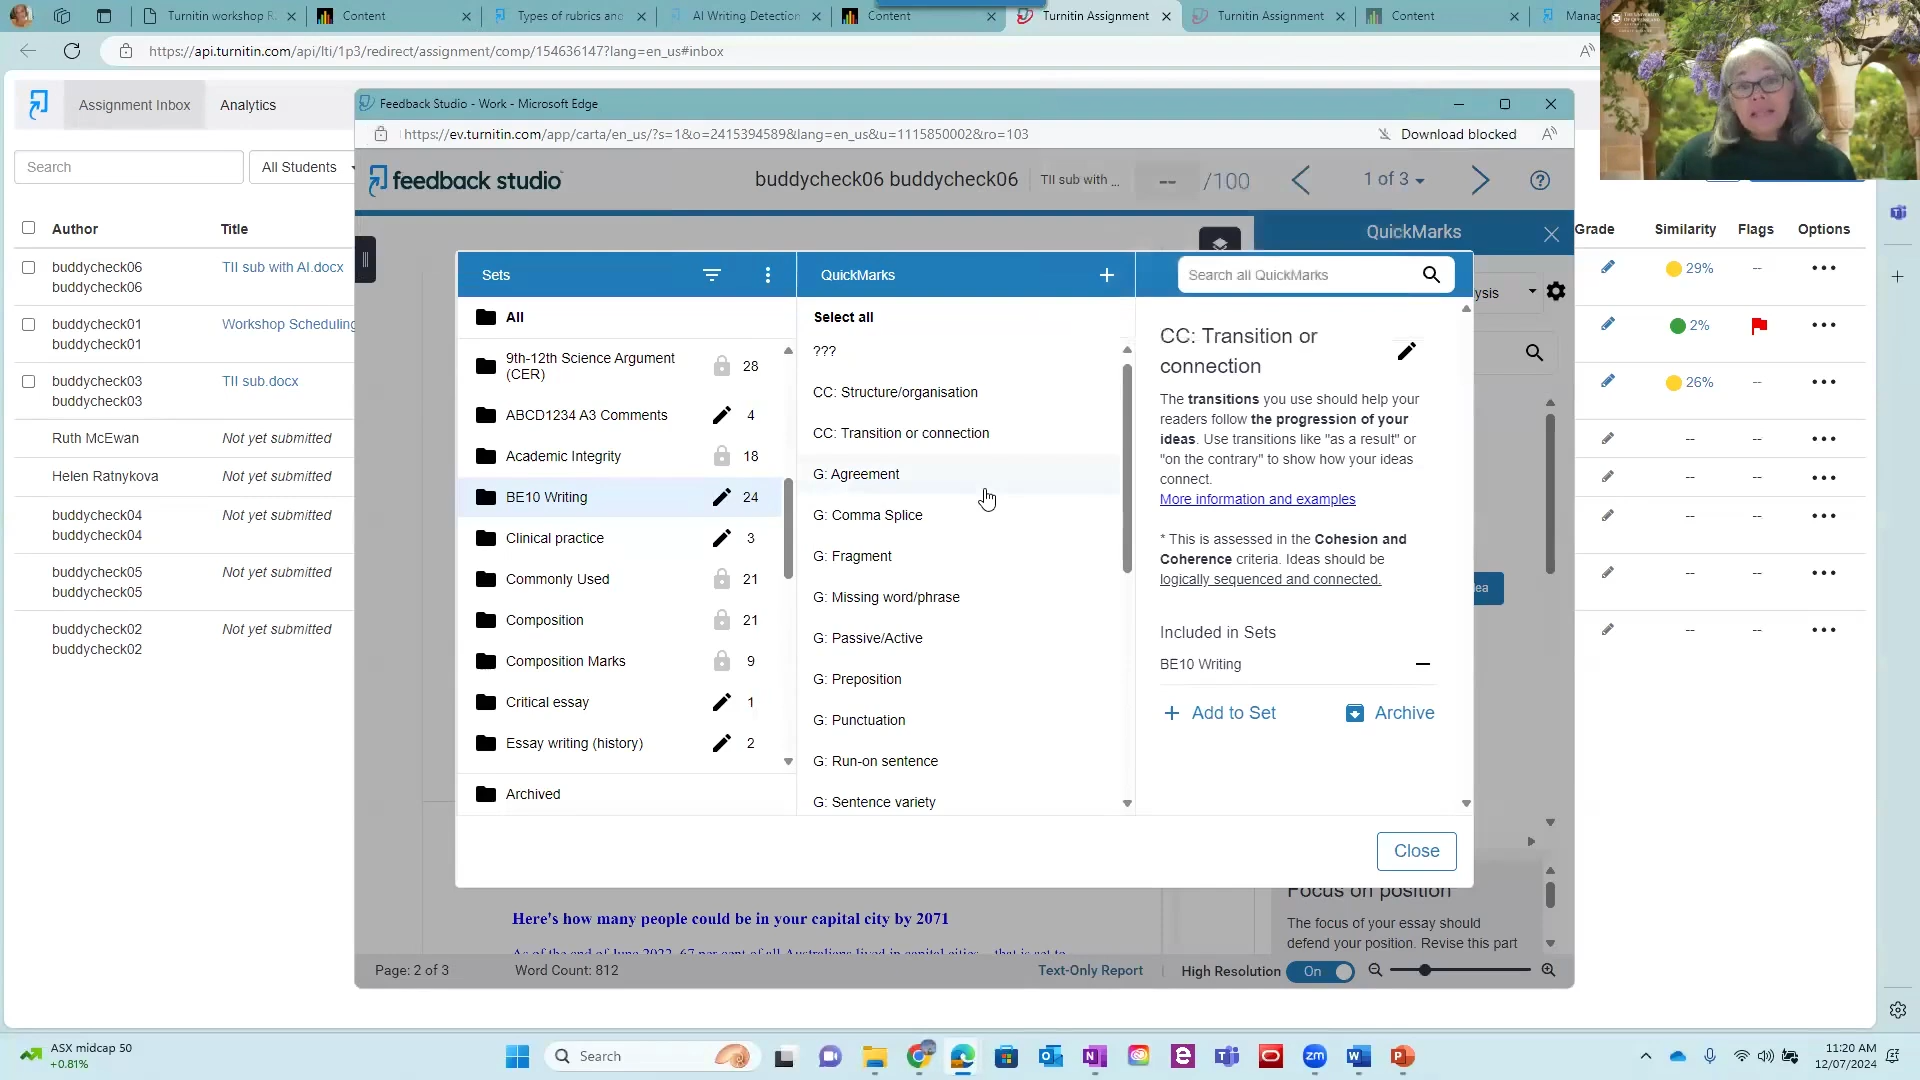 Turnitin workshop R
Content
Types of rubrics and
AI Writing Detection
Content
Turnitin Assignment
Turnitin Assignment
Content
Manag
https://api.turnitin.com/api/lti/1p3/redirect/assignment/comp/154636147?lang=en_us#inbox
Assignment Inbox
Analytics
Search
All Students
Author
Title
Grade
Similarity
Flags
Options
buddycheck06
buddycheck06
TII sub with AI.docx
29%
--
buddycheck01
buddycheck01
Workshop Scheduling
2%
buddycheck03
buddycheck03
TII sub.docx
26%
--
Ruth McEwan
Not yet submitted
--
--
Helen Ratnykova
Not yet submitted
--
--
buddycheck04
buddycheck04
Not yet submitted
--
--
buddycheck05
buddycheck05
Not yet submitted
--
--
buddycheck02
buddycheck02
Not yet submitted
--
--
Feedback Studio - Work - Microsoft Edge
https://ev.turnitin.com/app/carta/en_us/?s=1&o=2415394589&lang=en_us&u=1115850002&ro=103
Download blocked
feedback studio
buddycheck06 buddycheck06
TII sub with ...
-- /100
1 of 3
QuickMarks
ysis
dea
Sets
All
9th-12th Science Argument
(CER)
28
ABCD1234 A3 Comments
4
Academic Integrity
18
BE10 Writing
24
Clinical practice
3
Commonly Used
21
Composition
21
Composition Marks
9
Critical essay
1
Essay writing (history)
2
Archived
QuickMarks
Select all
???
CC: Structure/organisation
CC: Transition or connection
G: Agreement
G: Comma Splice
G: Fragment
G: Missing word/phrase
G: Passive/Active
G: Preposition
G: Punctuation
G: Run-on sentence
G: Sentence variety
Search all QuickMarks
CC: Transition or
connection
The transitions you use should help your
readers follow the progression of your
ideas. Use transitions like "as a result" or
"on the contrary" to show how your ideas
connect.
More information and examples
* This is assessed in the Cohesion and
Coherence criteria. Ideas should be
logically sequenced and connected.
Included in Sets
BE10 Writing
Add to Set
Archive
Close
Here's how many people could be in your capital city by 2071
As of the end of June 2022, 67 per cent of all Australians lived in capital cities – that is set to
Focus on position
The focus of your essay should
defend your position. Revise this part
Page: 2 of 3
Word Count: 812
Text-Only Report
High Resolution
On
ASX midcap 50
+0.81%
Search
11:20 AM
12/07/2024